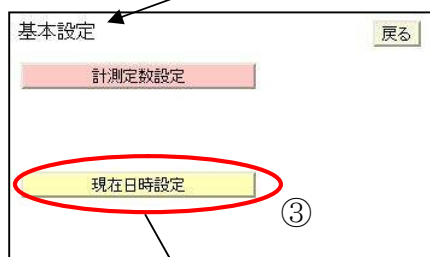 基本設定
戻る
計測定数設定
現在日時設定
③